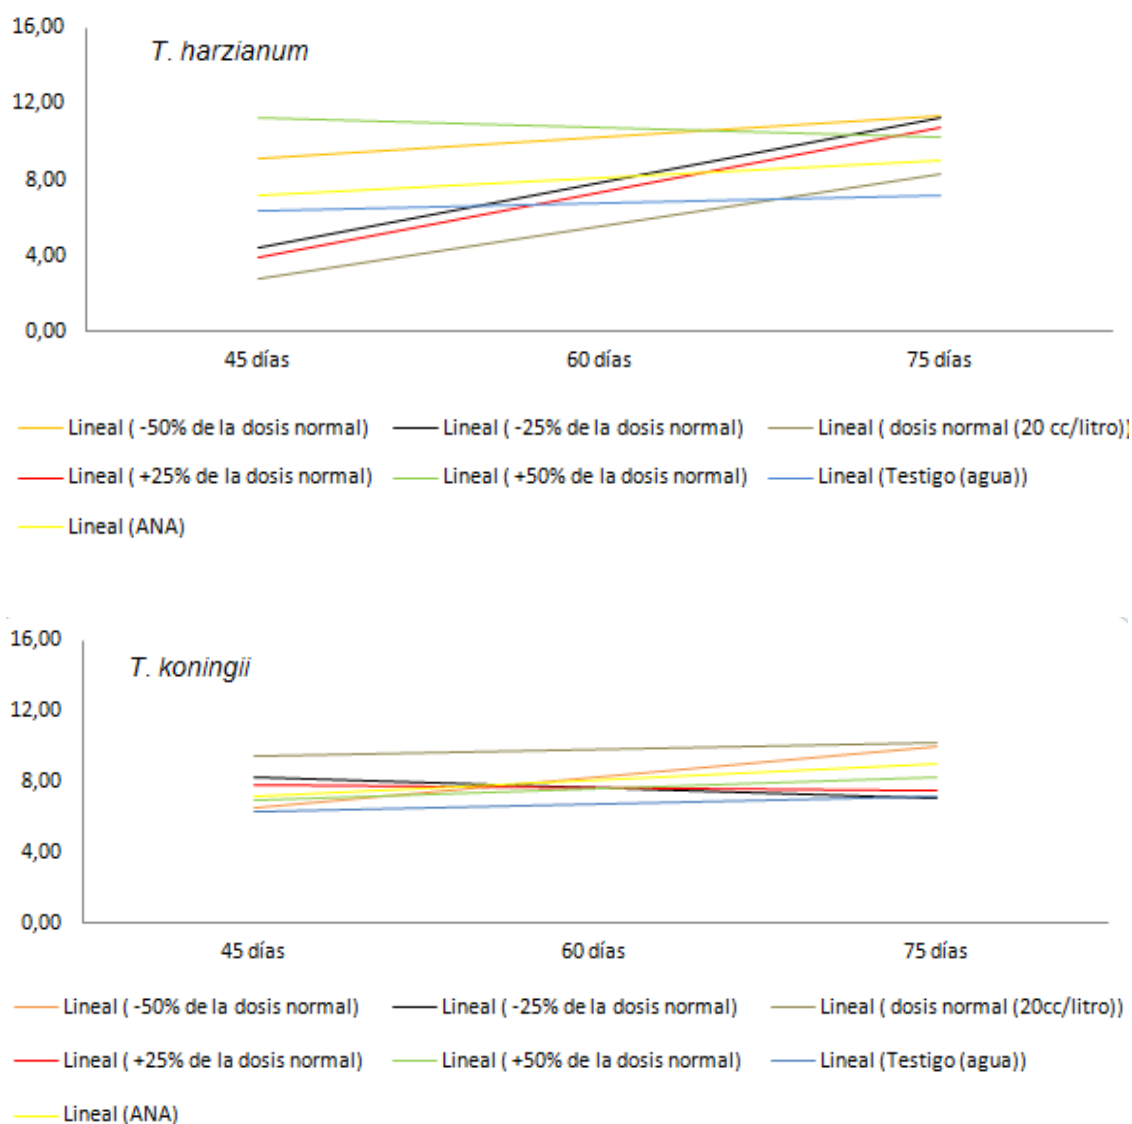 16,00
T. harzianum
12,00
8,00
4,00
0,00
45 días 60 días 75 días
Lineal ( -50% de la dosis normal) Lineal ( -25% de la dosis normal) Lineal ( dosis normal (20 cc/litro))
Lineal ( +25% de la dosis normal) Lineal ( +50% de la dosis normal) Lineal (Testigo (agua))
Lineal (ANA)
16,00
T. koningii
12,00
8,00
4,00
0,00
45 días 60 días 75 días
Lineal ( -50% de la dosis normal) Lineal ( -25% de la dosis normal) Lineal ( dosis normal (20cc/litro))
Lineal ( +25% de la dosis normal) Lineal ( +50% de la dosis normal) Lineal (Testigo (agua))
Lineal (ANA)